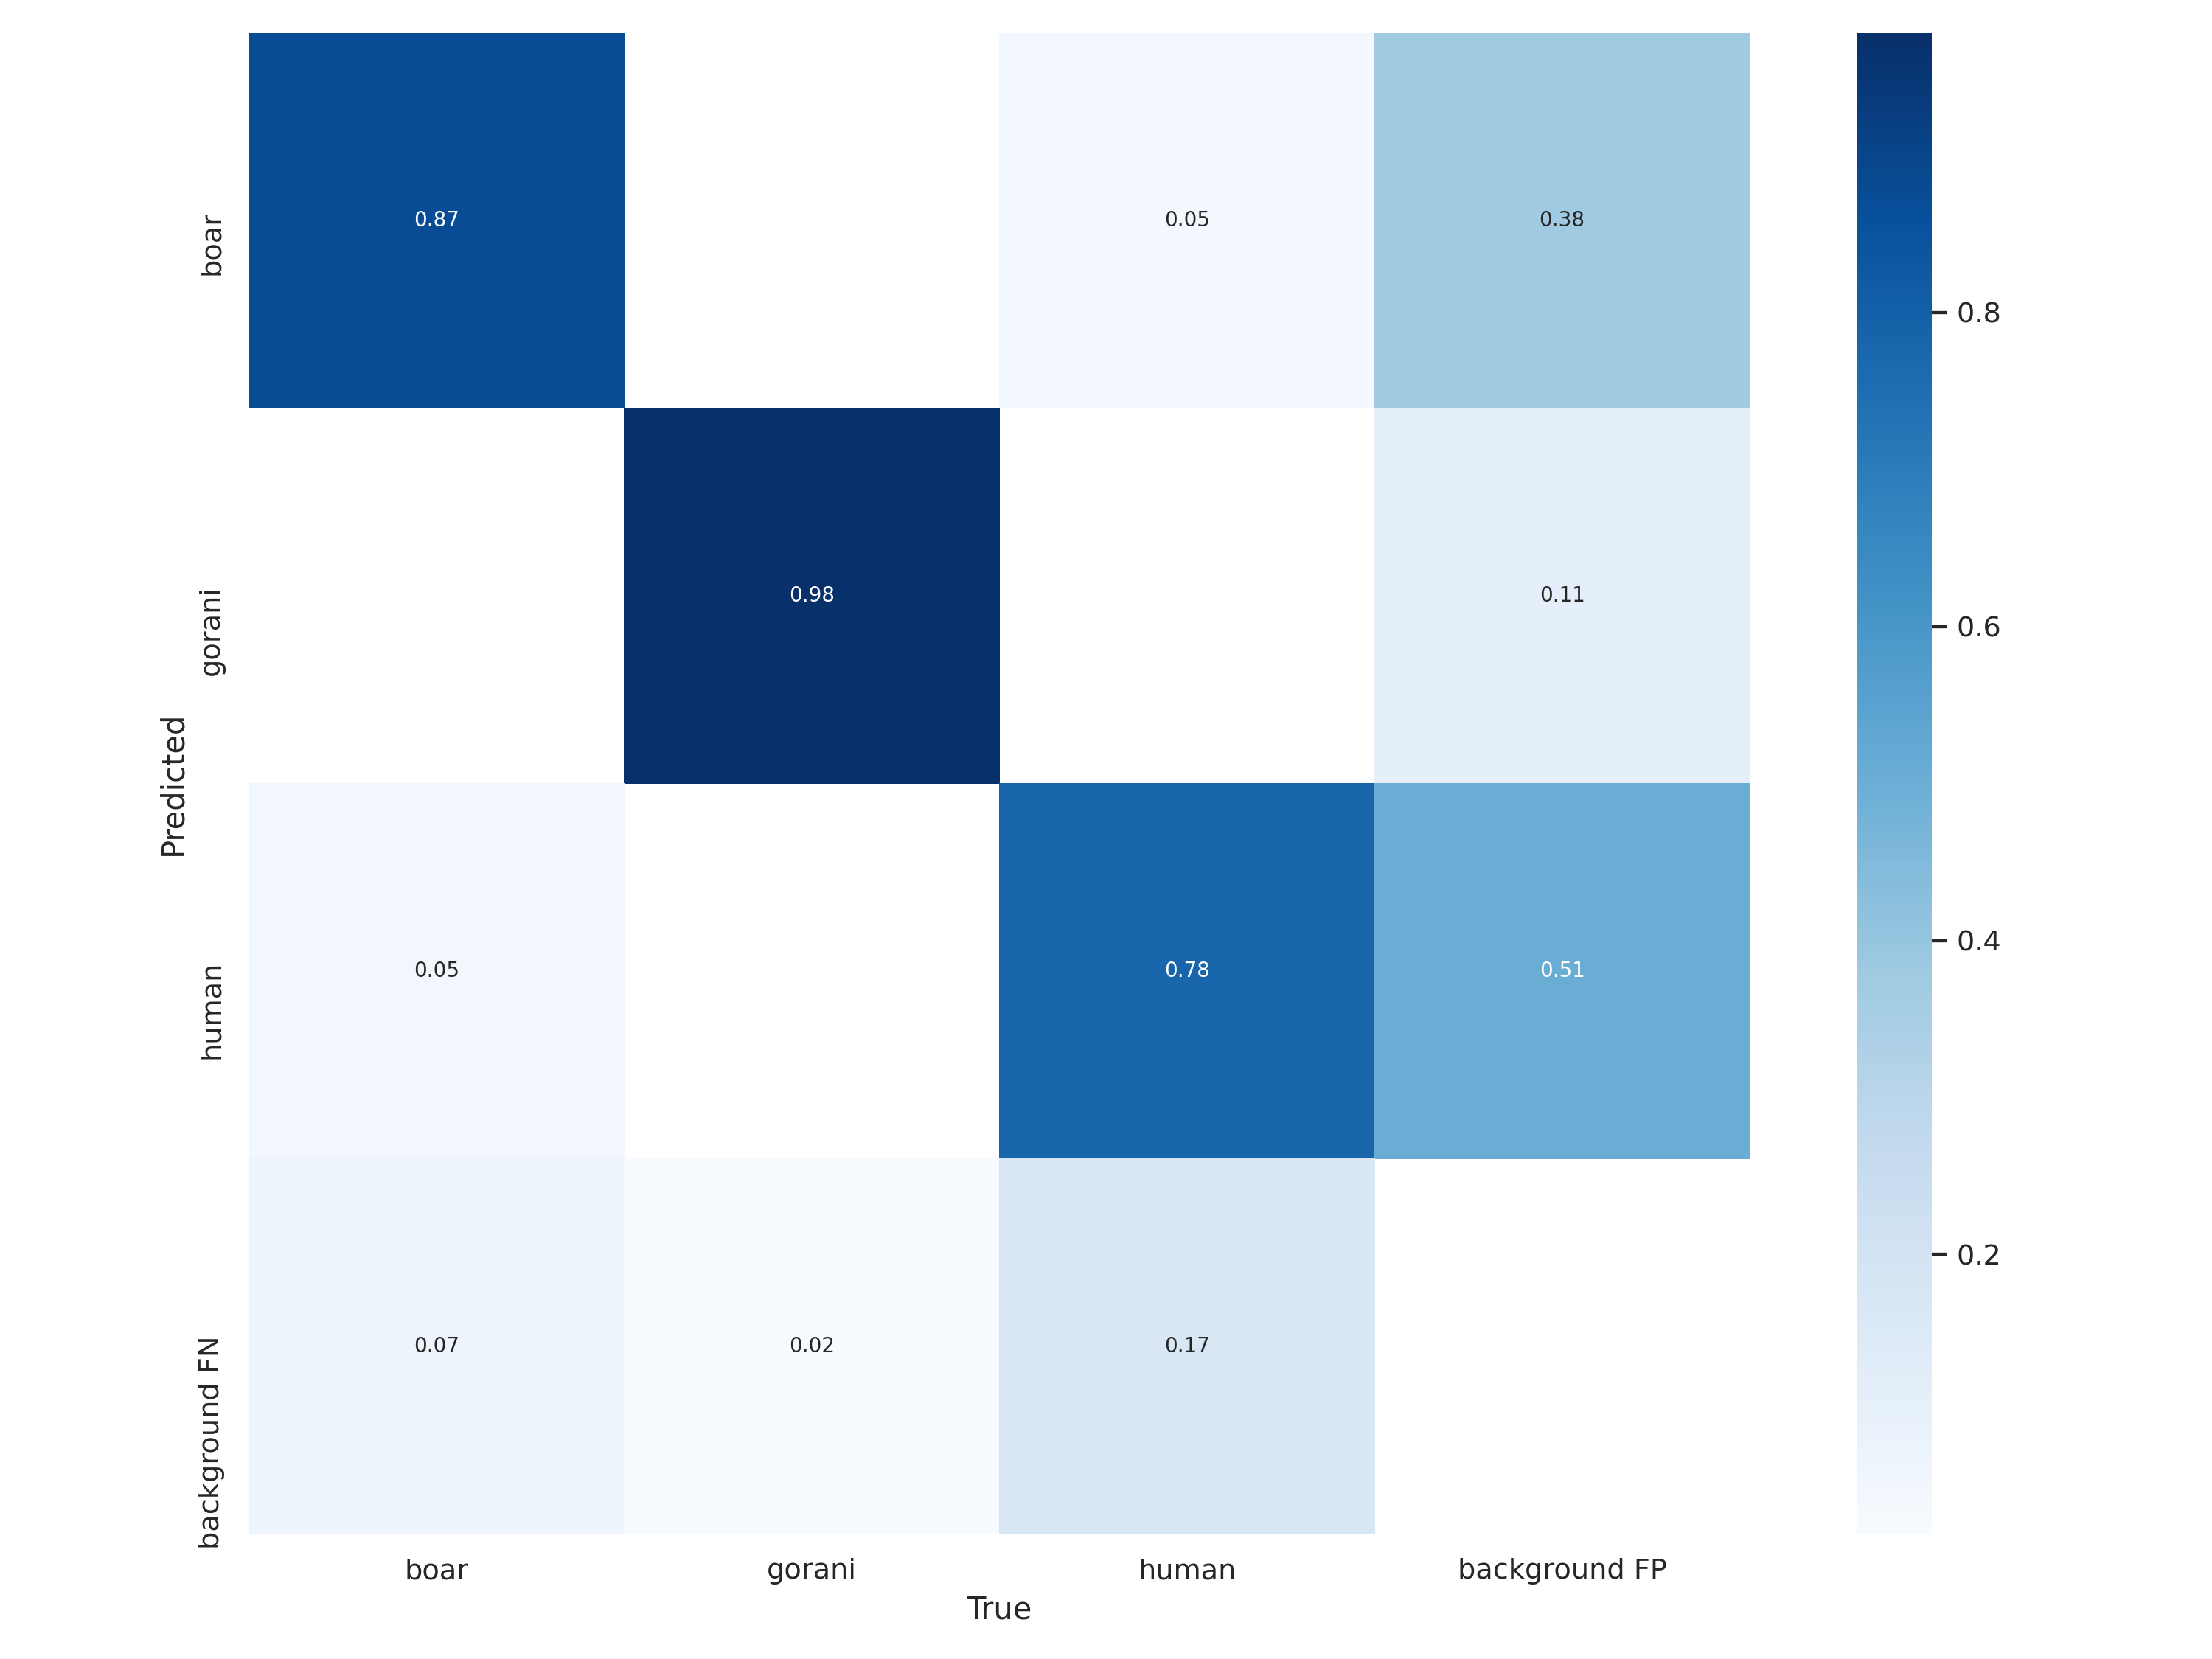 boar
0.87
0.05
0.38
0.8
gorani
0.98
0.11
0.6
Predicted
human
0.05
0.78
0.51
0.4
background FN
0.07
0.02
0.17
0.2
boar
gorani
human
background FP
True